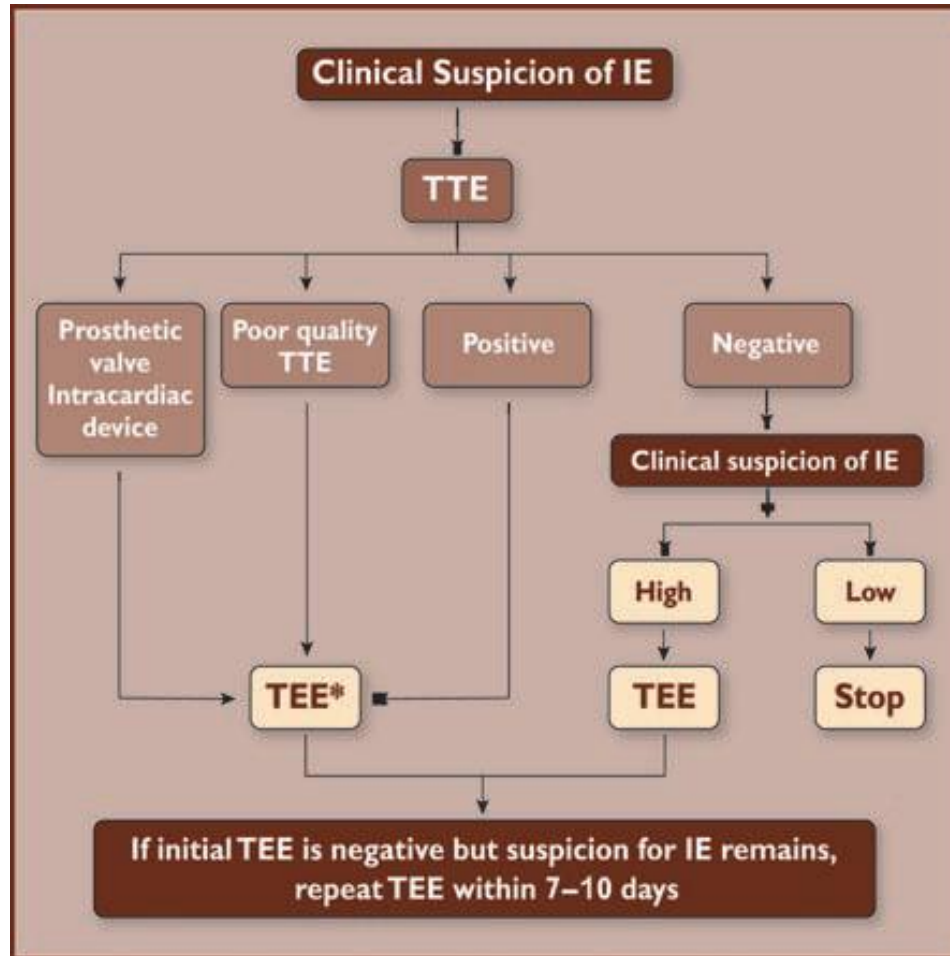 Clinical Suspicion of IE
TTE
Prosthetic
valve
Intracardiac
device
Poor quality
TTE
Positive
Negative
Clinical suspicion of IE
High
Low
TEE*
TEE
Stop
If initial TEE is negative but suspicion for IE remains,
repeat TEE within 7–10 days